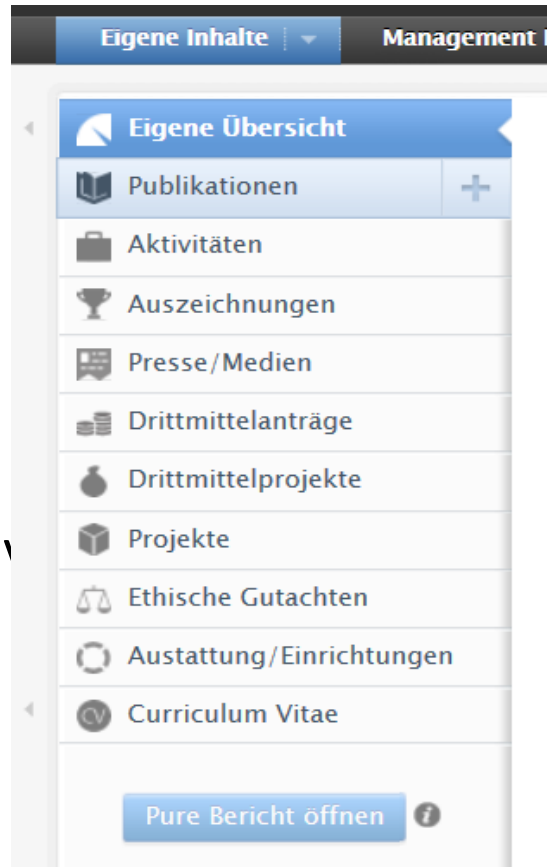 Eigene Inhalte Management
Eigene Übersicht
Publikationen
Aktivitäten
Auszeichnungen
Presse/Medien
Drittmittelanträge
Drittmittelprojekte
Projekte
Ethische Gutachten
Austattung/Einrichtungen
CV Curriculum Vitae
Pure Bericht öffnen i